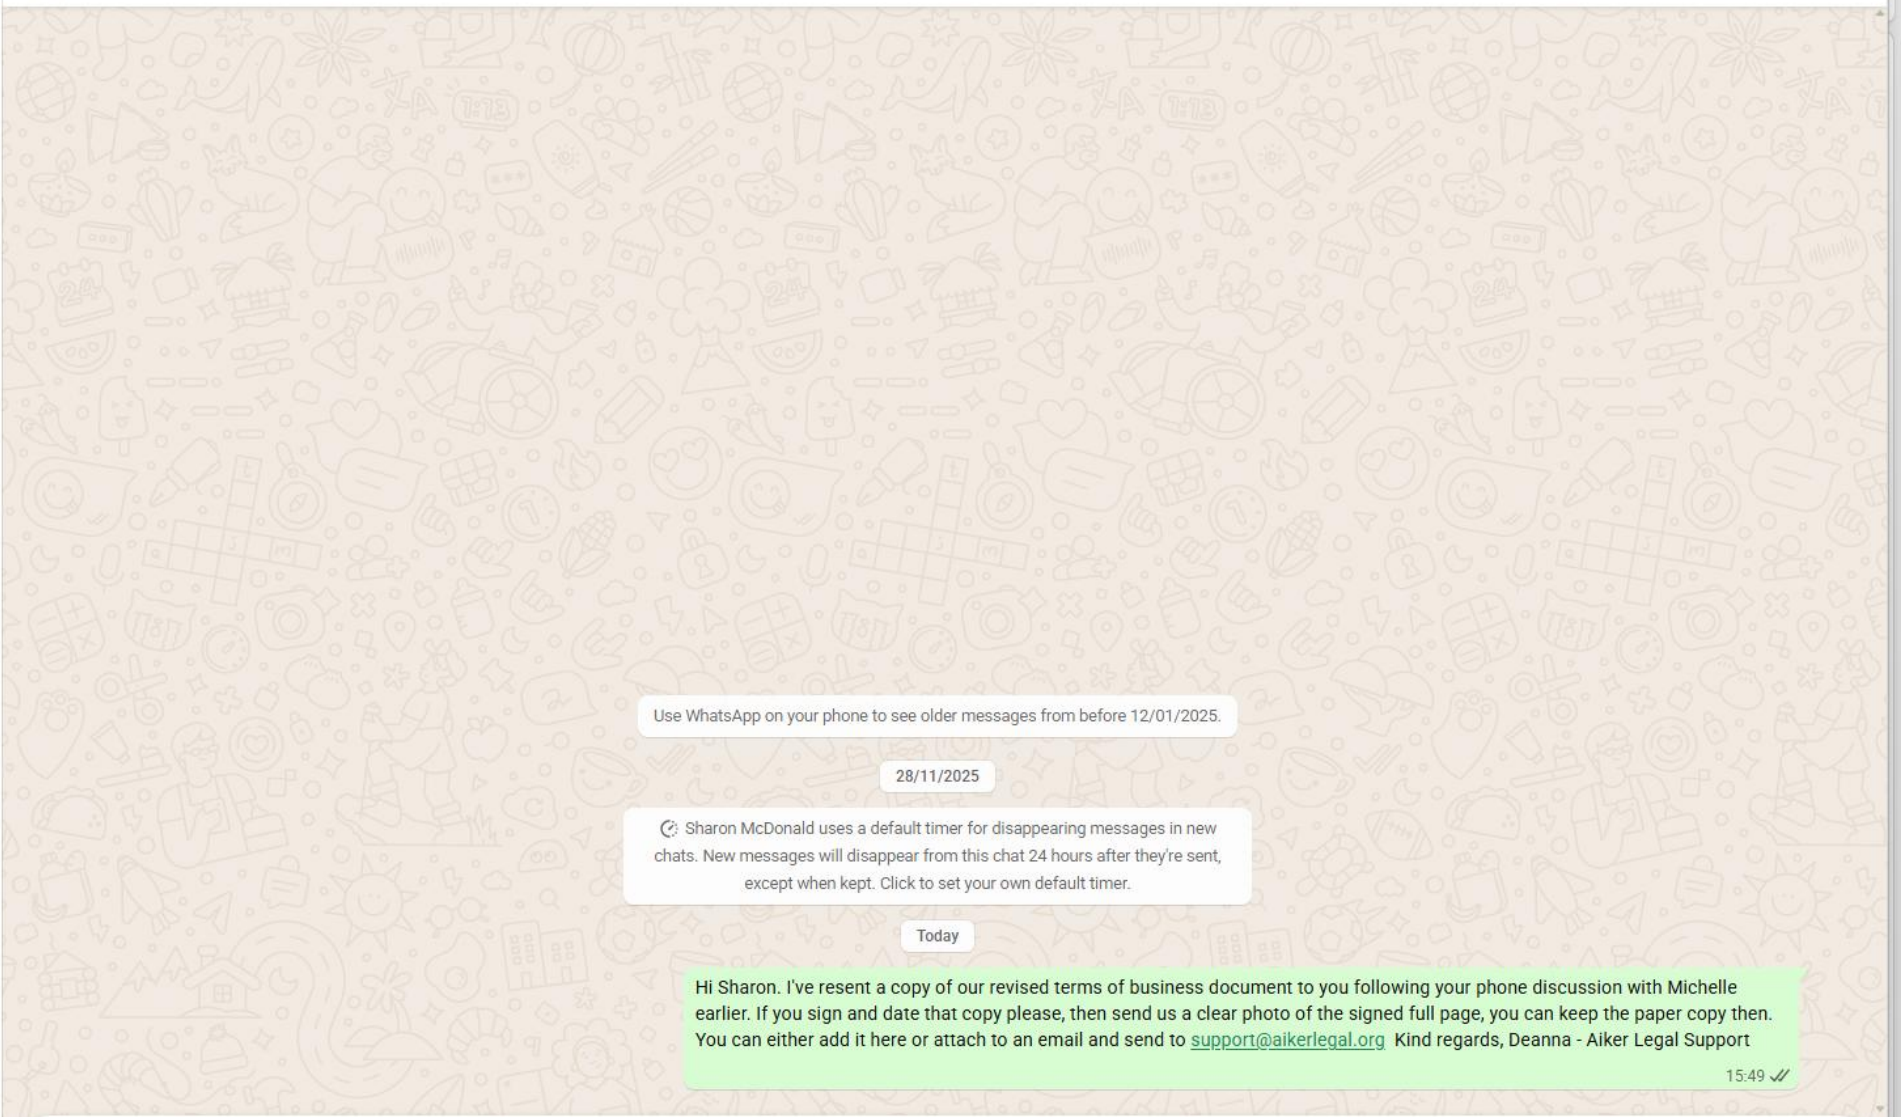 Use WhatsApp on your phone to see older messages from before 12/01/2025.
28/11/2025
Sharon McDonald uses a default timer for disappearing messages in new
chats. New messages will disappear from this chat 24 hours after they're sent,
except when kept. Click to set your own default timer.
Today
Hi Sharon. I've resent a copy of our revised terms of business document to you following your phone discussion with Michelle
earlier. If you sign and date that copy please, then send us a clear photo of the signed full page, you can keep the paper copy then.
You can either add it here or attach to an email and send to support@aikerlegal.org Kind regards, Deanna - Aiker Legal Support
15:49